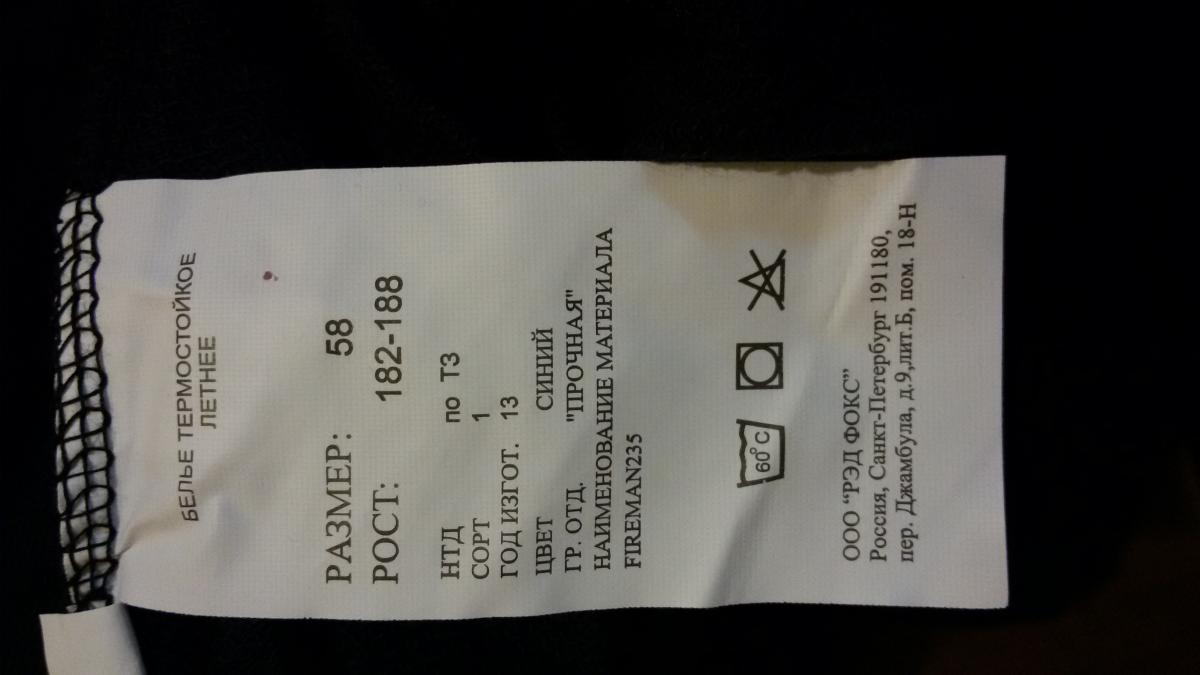 БЕЛЬЕ ТЕРМОСТОЙКОЕ
ЛЕТНЕЕ
РАЗМЕР: 58
РОСТ: 182-188
НТД по ТЗ
СОРТ 1
ГОД ИЗГОТ. 13
ЦВЕТ СИНИЙ
ГР. ОТД. "ПРОЧНАЯ"
НАИМЕНОВАНИЕ МАТЕРИАЛА
FIREMAN235
60° C
ООО “РЭД ФОКС”
Россия, Санкт-Петербург 191180,
пер. Джамбула, д.9,лит.Б, пом. 18-Н